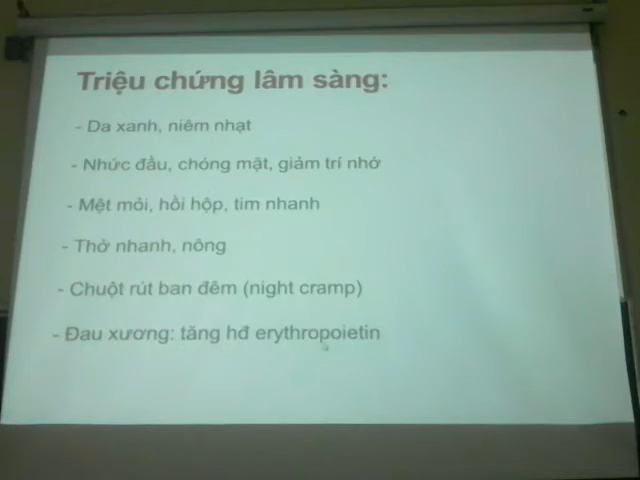 Triệu chứng lâm sàng:
- Da xanh, niêm nhạt
- Nhức đầu, chóng mặt, giảm trí nhớ
- Mệt mỏi, hồi hộp, tim nhanh
- Thở nhanh, nông
- Chuột rút ban đêm (night cramp)
- Đau xương: tăng hđ erythropoietin